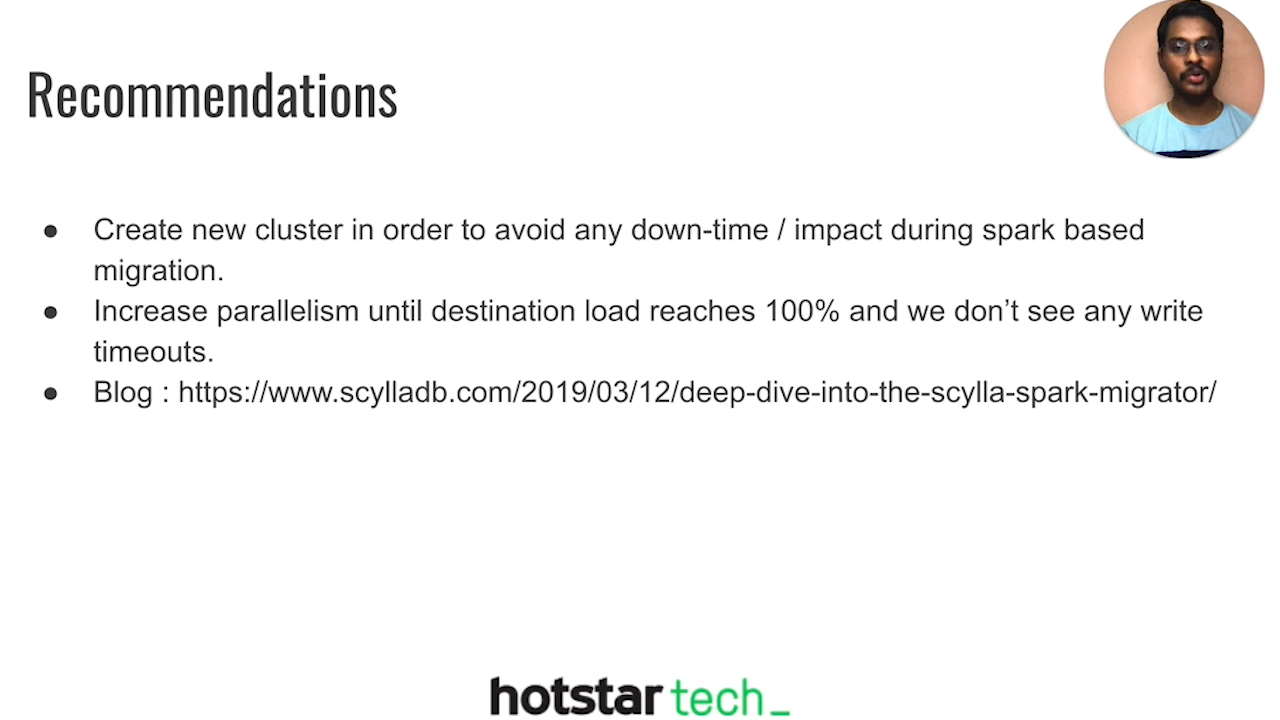 Recommendations
● Create new cluster in order to avoid any down-time / impact during spark based
migration.
● Increase parallelism until destination load reaches 100% and we don’t see any write
timeouts.
● Blog : https://www.scylladb.com/2019/03/12/deep-dive-into-the-scylla-spark-migrator/
hotstar tech_